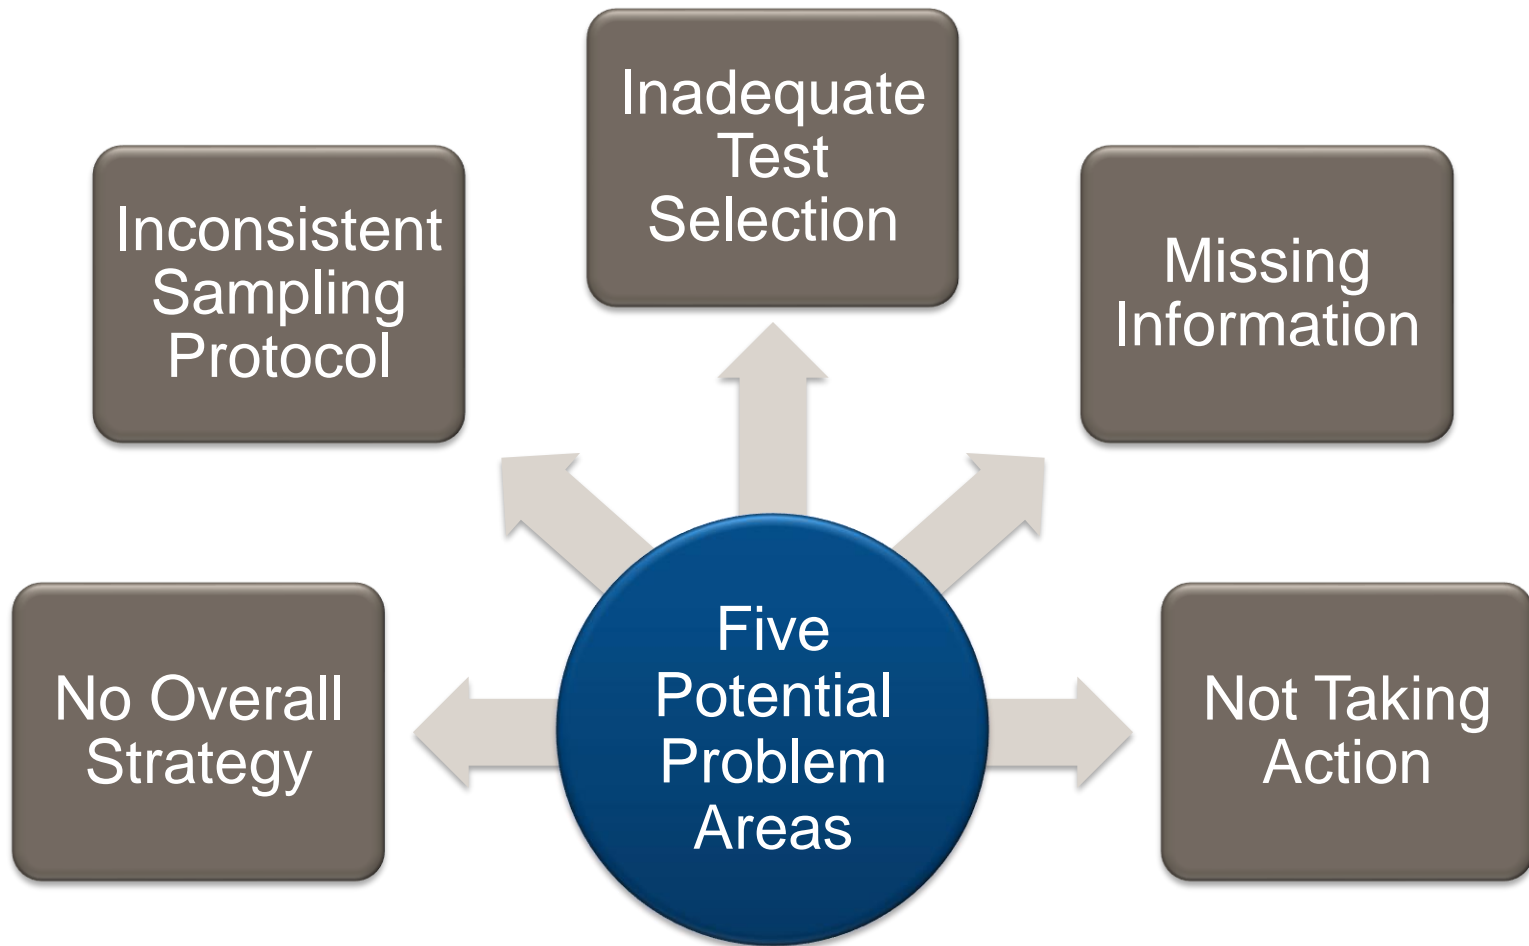 No Overall
Strategy
Inconsistent
Sampling
Protocol
Inadequate
Test
Selection
Missing
Information
Not Taking
Action
Five
Potential
Problem
Areas